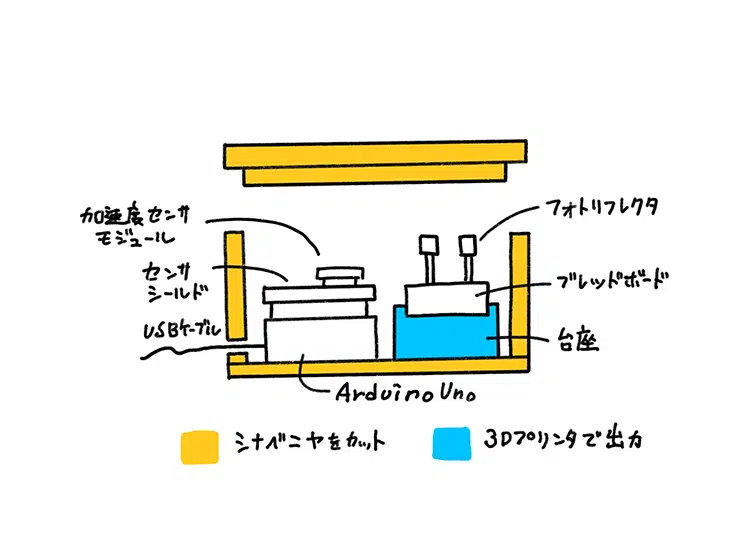 加速度センサ
モジュール
フォトリフレクタ
センサ
シールド
ブレッドボード
USBケーブル
台座
Arduino Uno
シナベニヤをカット
3Dプリンタで出力